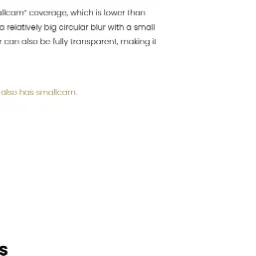 allcam" coverage, which is lower than
a relatively big circular blur with a small
r can also be fully transparent, making it
also has smallcam.
s